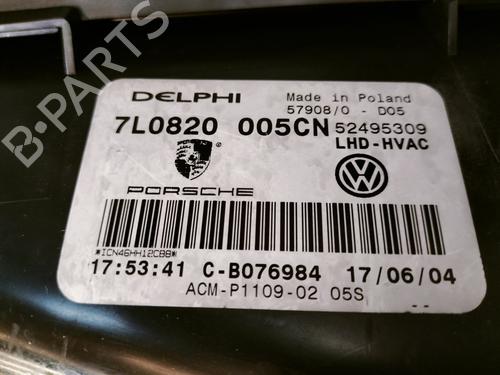 DELPHI
Made in Poland
57908/0 - D05
7L0820 005CN 52495309
LHD-HVAC
PORSCHE
*ICN46HH12CBB*
17:53:41 C-B076984 17/06/04
ACM-P1109-02 05S
B-PARTS